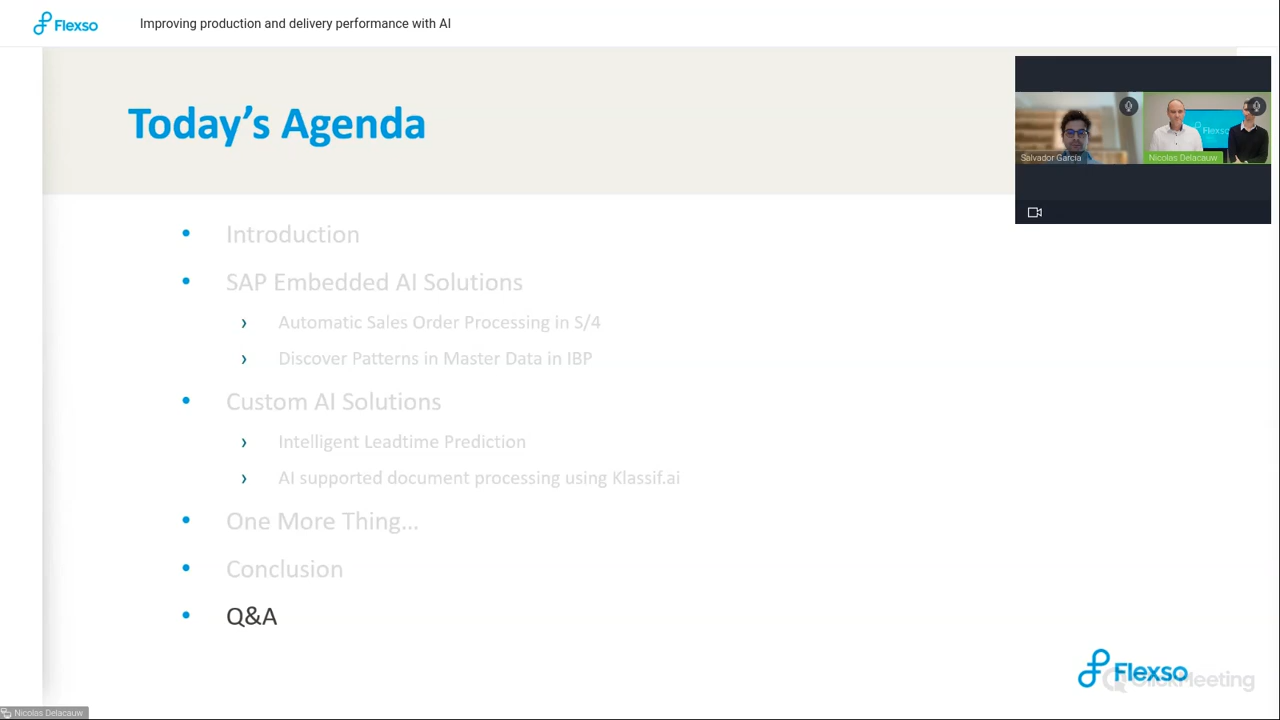 Flexso
Improving production and delivery performance with AI
Today's Agenda
Salvador García
Flexso
Nicolas Delacauw
• Introduction
• SAP Embedded AI Solutions
› Automatic Sales Order Processing in S/4
› Discover Patterns in Master Data in IBP
• Custom AI Solutions
› Intelligent Leadtime Prediction
› AI supported document processing using Klassif.ai
• One More Thing...
• Conclusion
• Q&A
Flexso
ClickMeeting
Nicolas Delacauw